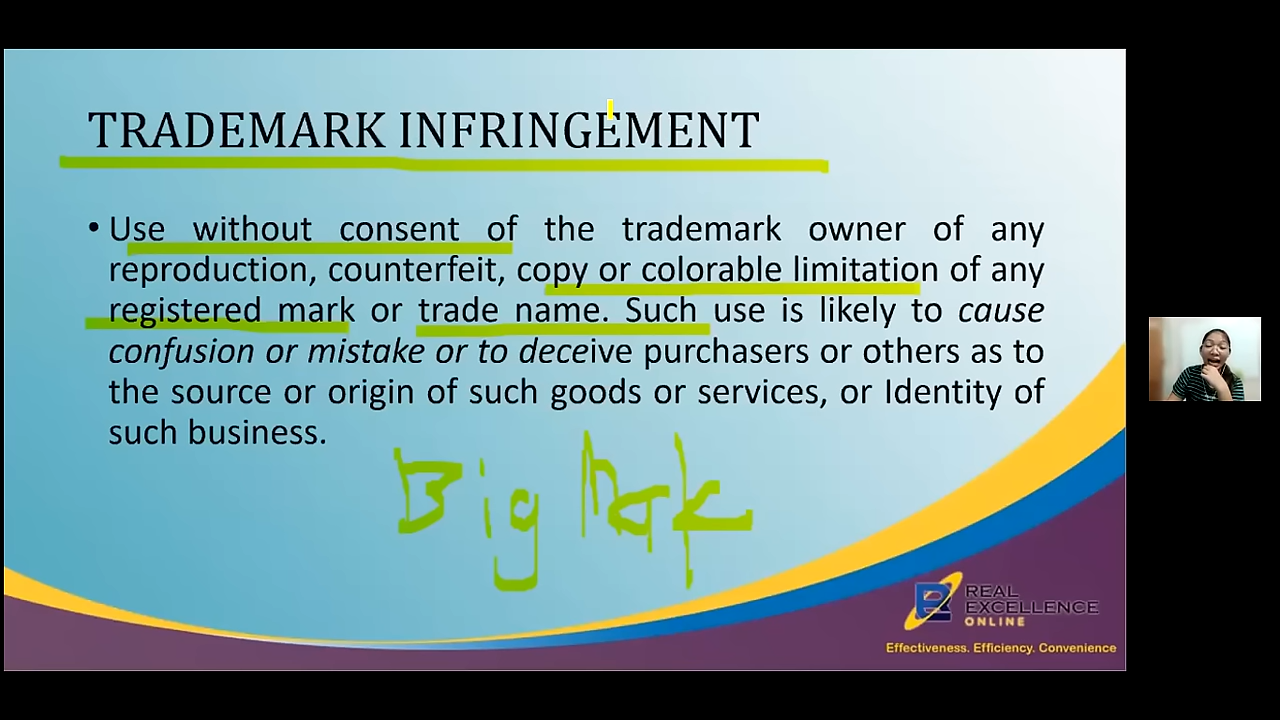 TRADEMARK INFRINGEMENT
• Use without consent of the trademark owner of any
reproduction, counterfeit, copy or colorable limitation of any
registered mark or trade name. Such use is likely to cause
confusion or mistake or to deceive purchasers or others as to
the source or origin of such goods or services, or Identity of
such business.
Big Mak
REAL
EXCELLENCE
ONLINE
Effectiveness. Efficiency. Convenience